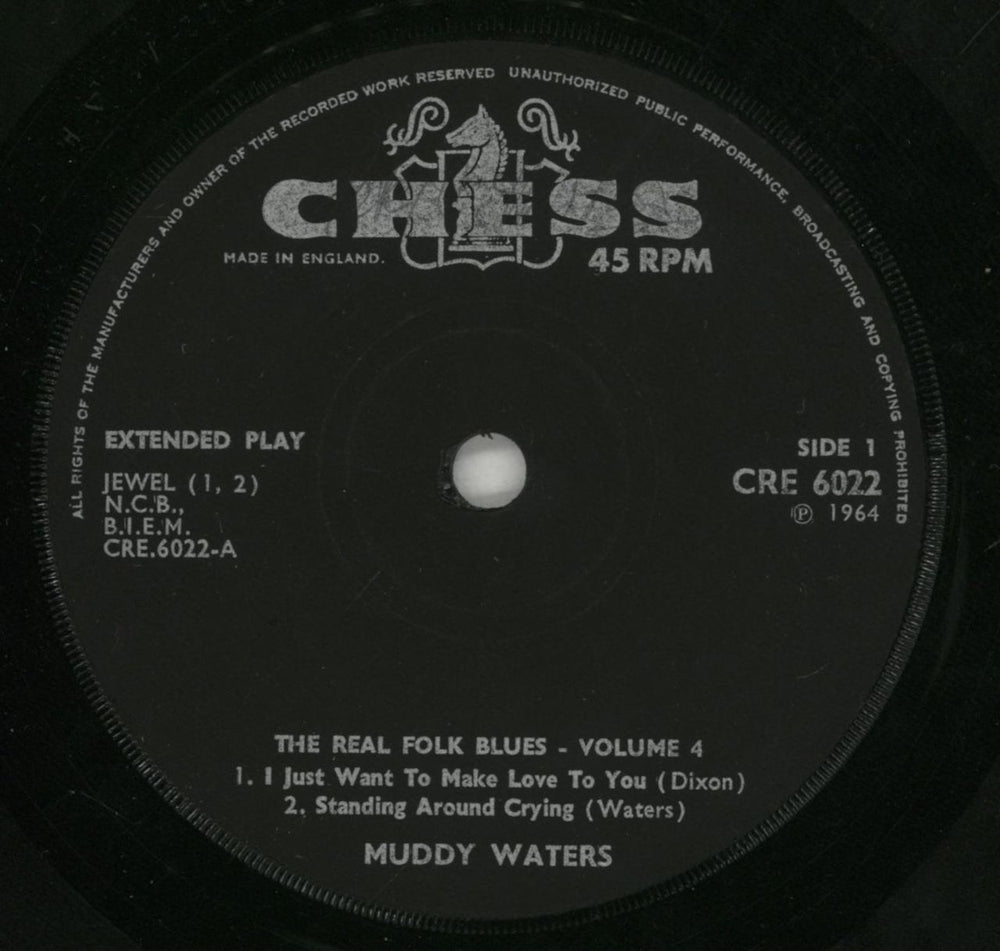 ALL RIGHTS OF THE MANUFACTURERS AND OWNER OF THE RECORDED WORK RESERVED UNAUTHORIZED PUBLIC PERFORMANCE, BROADCASTING AND COPYING PROHIBITED
CHESS
MADE IN ENGLAND.
45 RPM
EXTENDED PLAY
JEWEL (1, 2)
N.C.B.,
B.I.E.M.
CRE.6022-A
SIDE 1
CRE 6022
℗ 1964
THE REAL FOLK BLUES - VOLUME 4
1. I Just Want To Make Love To You (Dixon)
2. Standing Around Crying (Waters)
MUDDY WATERS